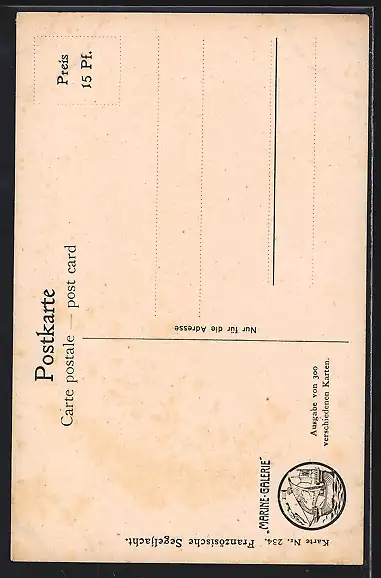 Postkarte
Carte postale — post card
Preis
15 Pf.
Nur für die Adresse
Ausgabe von 300
verschiedenen Karten.
„MARINE-GALERIE"
Karte Nr. 234. Französische Segeljacht.